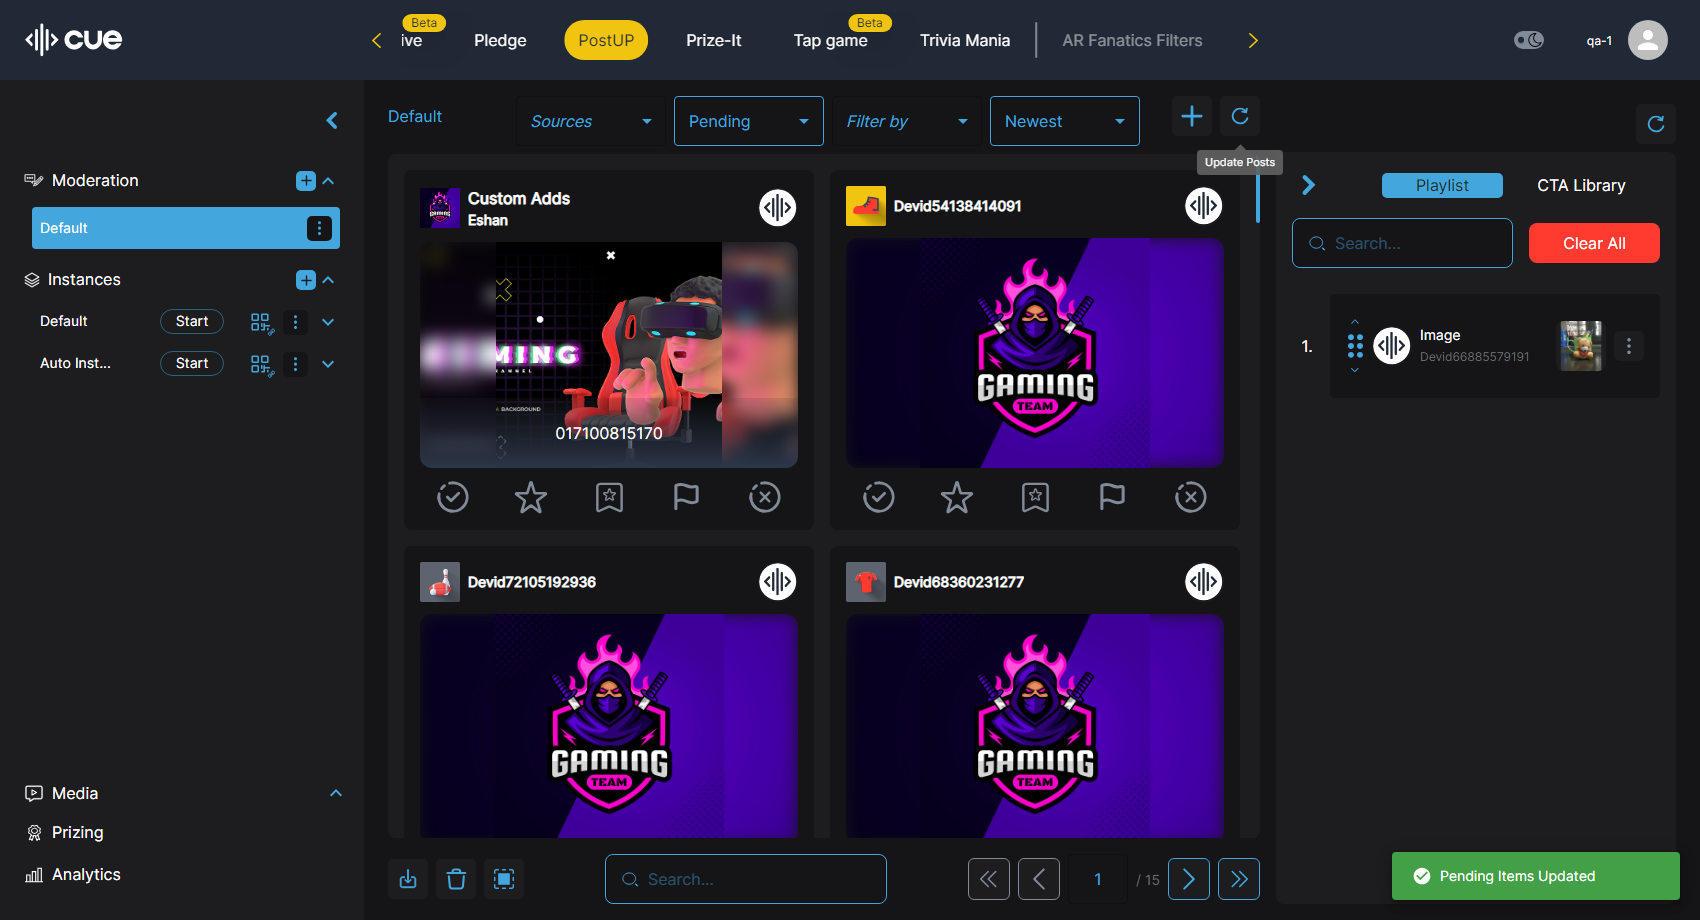 cue
Beta
ive
Pledge
PostUP
Prize-It
Beta
Tap game
Trivia Mania
AR Fanatics Filters
qa-1
Default
Sources
Pending
Filter by
Newest
Update Posts
Moderation
Default
Instances
Default
Start
Auto Inst...
Start
Media
Prizing
Analytics
Custom Adds
Eshan
MING
BACKGROUND
017100815170
Devid54138414091
GAMING
TEAM
Devid72105192936
GAMING
TEAM
Devid68360231277
GAMING
TEAM
Search...
1
/ 15
Playlist
CTA Library
Search...
Clear All
1.
Image
Devid66885579191
Pending Items Updated